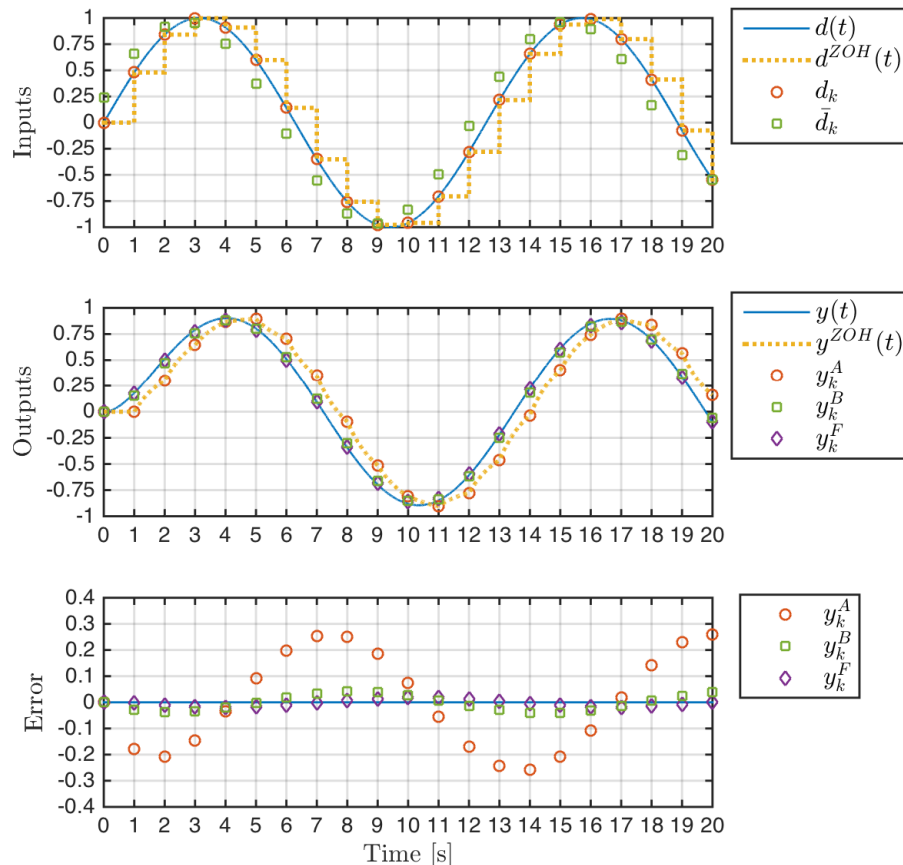 1
0.75
0.5
0.25
0
-0.25
-0.5
-0.75
-1
Inputs
0 1 2 3 4 5 6 7 8 9 10 11 12 13 14 15 16 17 18 19 20
d(t)
d^{ZOH}(t)
d_k
\bar{d}_k
1
0.75
0.5
0.25
0
-0.25
-0.5
-0.75
-1
Outputs
0 1 2 3 4 5 6 7 8 9 10 11 12 13 14 15 16 17 18 19 20
y(t)
y^{ZOH}(t)
y_k^A
y_k^B
y_k^F
0.4
0.3
0.2
0.1
0
-0.1
-0.2
-0.3
-0.4
Error
0 1 2 3 4 5 6 7 8 9 10 11 12 13 14 15 16 17 18 19 20
Time [s]
y_k^A
y_k^B
y_k^F